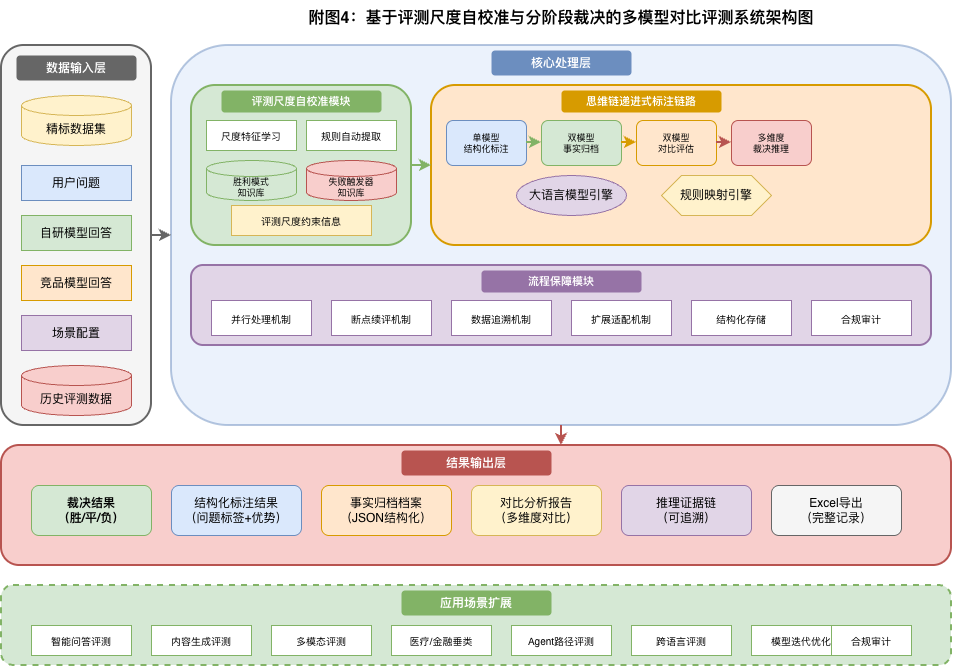 附图4：基于评测尺度自校准与分阶段裁决的多模型对比评测系统架构图
数据输入层
精标数据集
用户问题
自研模型回答
竞品模型回答
场景配置
历史评测数据
核心处理层
评测尺度自校准模块
尺度特征学习
规则自动提取
胜利模式
知识库
失败触发器
知识库
评测尺度约束信息
思维链递进式标注链路
单模型
结构化标注
双模型
事实归档
双模型
对比评估
多维度
裁决推理
大语言模型引擎
规则映射引擎
流程保障模块
并行处理机制
断点续评机制
数据追溯机制
扩展适配机制
结构化存储
合规审计
结果输出层
裁决结果
（胜/平/负）
结构化标注结果
（问题标签+优势）
事实归档档案
（JSON结构化）
对比分析报告
（多维度对比）
推理证据链
（可追溯）
Excel导出
（完整记录）
应用场景扩展
智能问答评测
内容生成评测
多模态评测
医疗/金融垂类
Agent路径评测
跨语言评测
模型迭代优化
合规审计